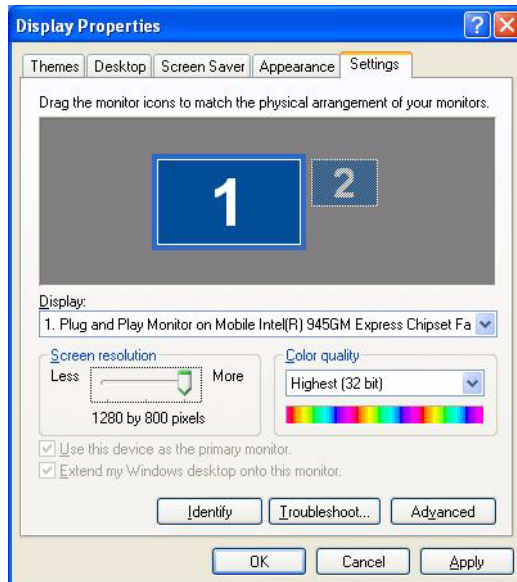 Display Properties
Themes Desktop Screen Saver Appearance Settings
Drag the monitor icons to match the physical arrangement of your monitors.
1 2
Display:
1. Plug and Play Monitor on Mobile Intel(R) 945GM Express Chipset Fa
Screen resolution Color quality
Less More Highest (32 bit)
1280 by 800 pixels
Use this device as the primary monitor.
Extend my Windows desktop onto this monitor.
Identify Troubleshoot... Advanced
OK Cancel Apply